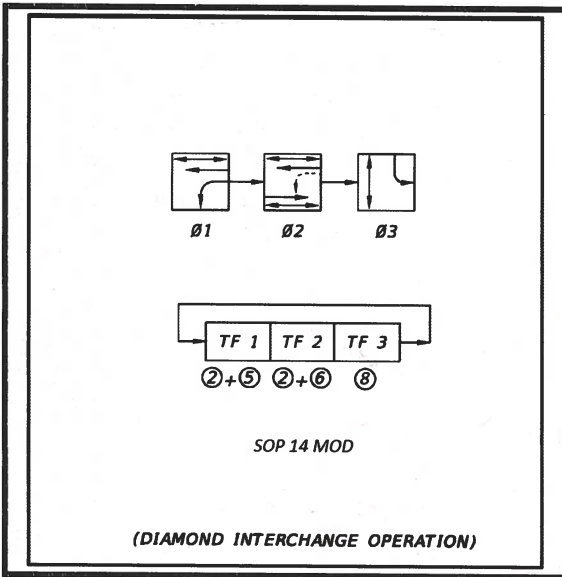 Ø1 Ø2 Ø3
TF 1 TF 2 TF 3
②+⑤ ②+⑥ ⑧
SOP 14 MOD
(DIAMOND INTERCHANGE OPERATION)